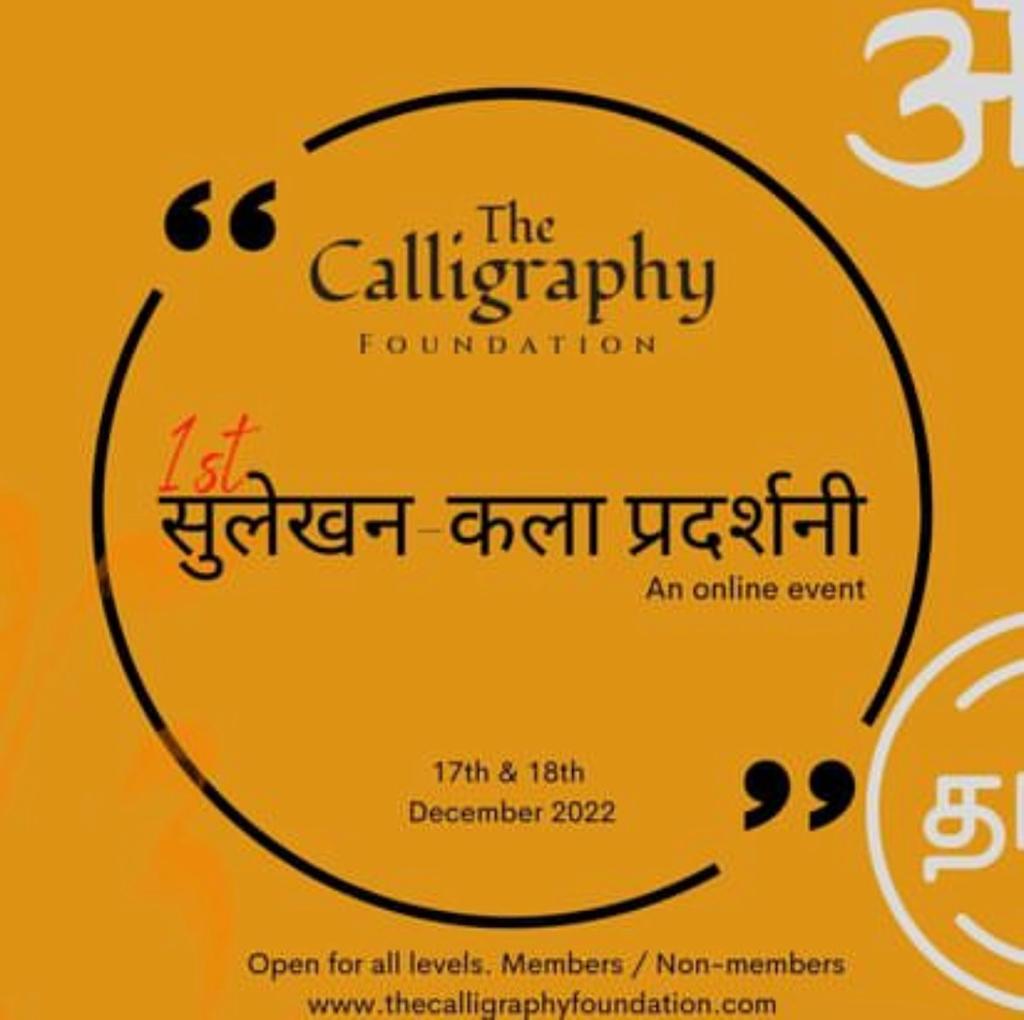 “
The
Calligraphy
FOUNDATION
1st
सुलेखन-कला प्रदर्शनी
An online event
17th & 18th
December 2022
”
Open for all levels. Members / Non-members
www.thecalligraphyfoundation.com